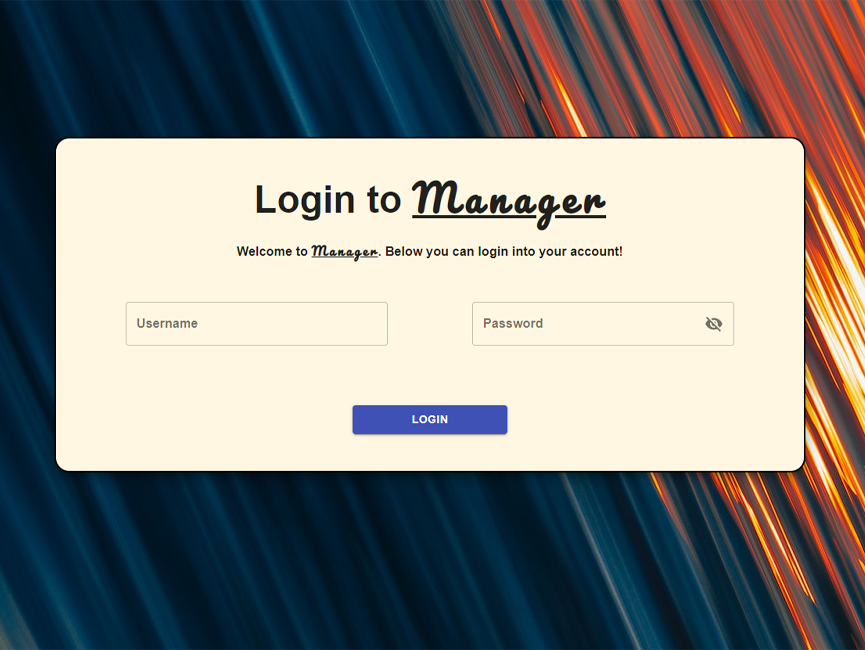 Login to Manager
Welcome to Manager. Below you can login into your account!
Username
Password
LOGIN